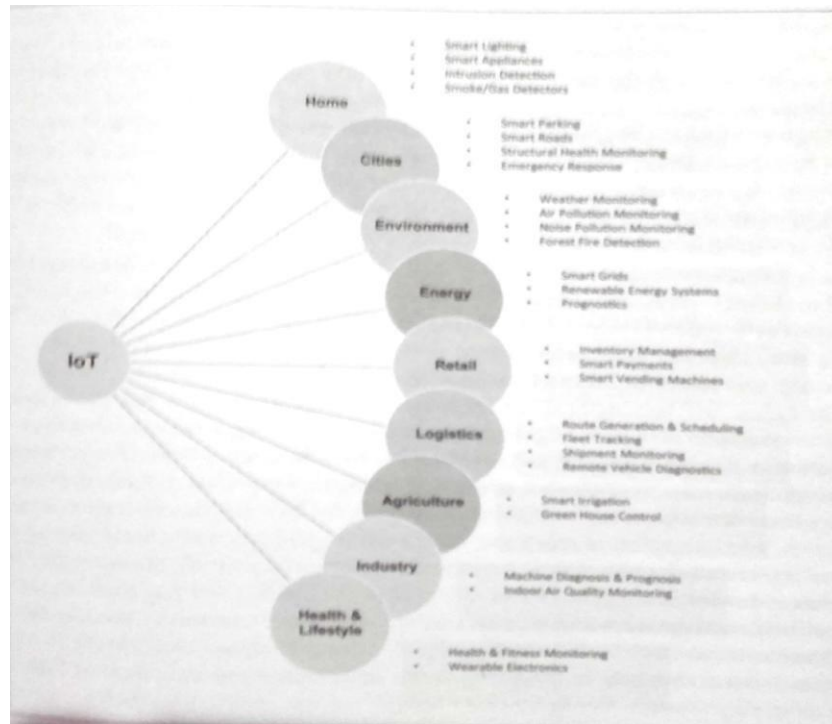 Smart Lighting
Smart Appliances
Intrusion Detection
Smoke/Gas Detectors
Home
Smart Parking
Smart Roads
Structural Health Monitoring
Emergency Response
Cities
Weather Monitoring
Air Pollution Monitoring
Noise Pollution Monitoring
Forest Fire Detection
Environment
Smart Grids
Renewable Energy Systems
Prognostics
Energy
IoT
Inventory Management
Smart Payments
Smart Vending Machines
Retail
Route Generation & Scheduling
Fleet Tracking
Shipment Monitoring
Remote Vehicle Diagnostics
Logistics
Smart Irrigation
Green House Control
Agriculture
Machine Diagnosis & Prognosis
Indoor Air Quality Monitoring
Industry
Health &
Lifestyle
Health & Fitness Monitoring
Wearable Electronics